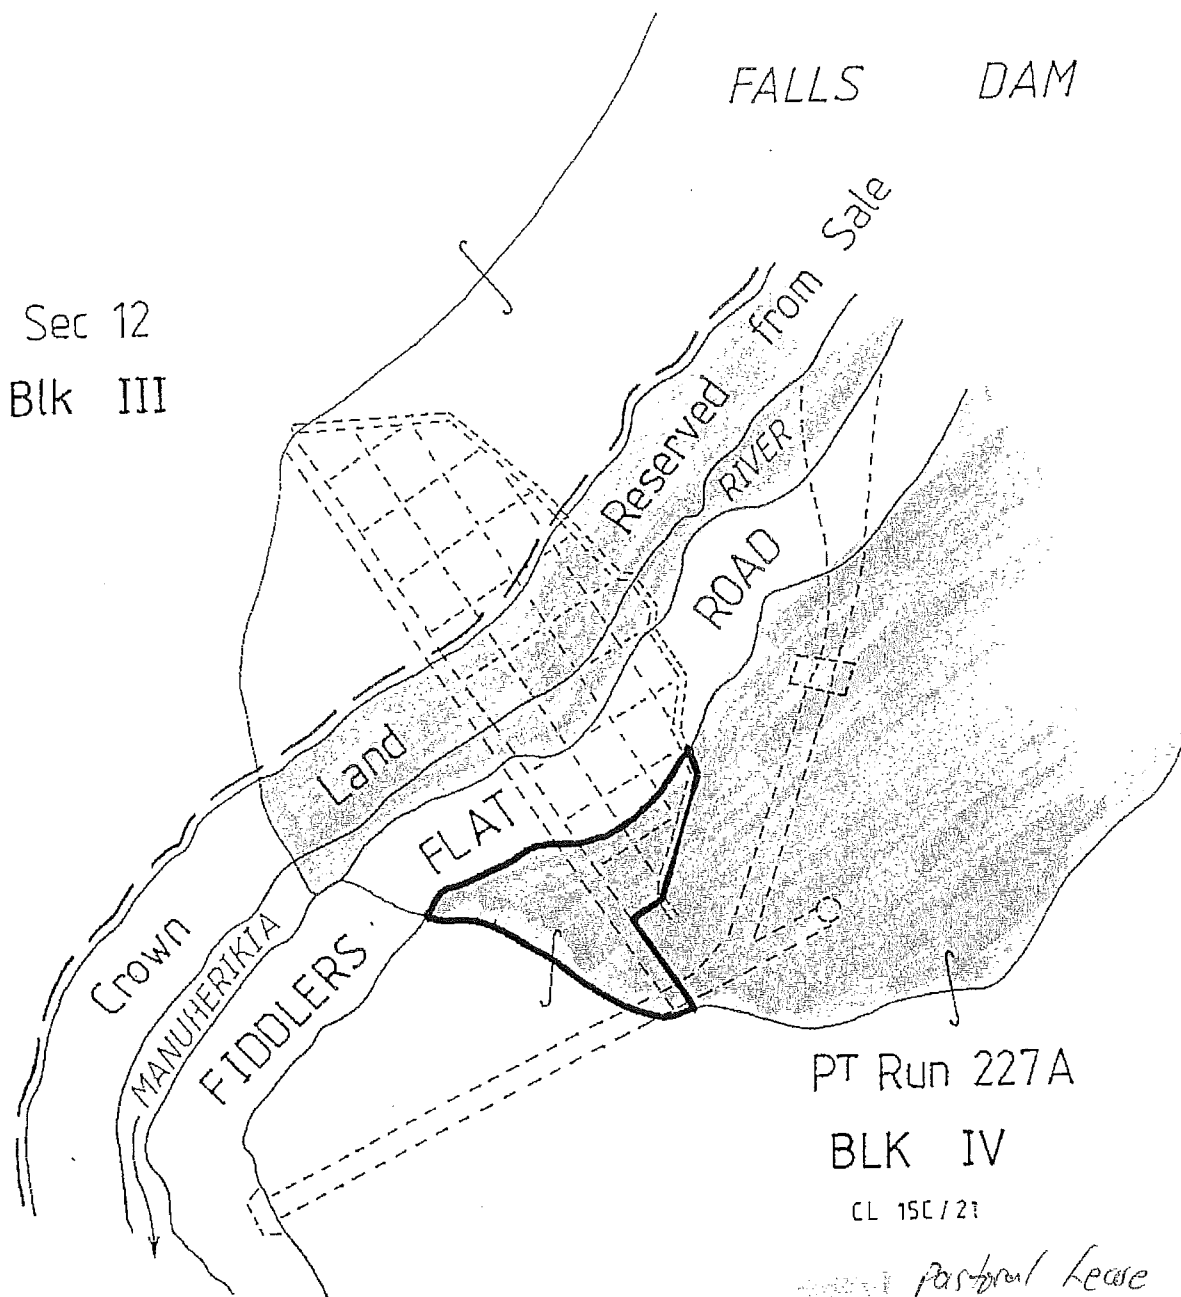 FALLS DAM
Sec 12
Blk III
Crown Land Reserved from Sale
MANUHERIKIA RIVER
FIDDLERS FLAT ROAD
PT Run 227A
BLK IV
CL 15C/21
Pastoral Lease